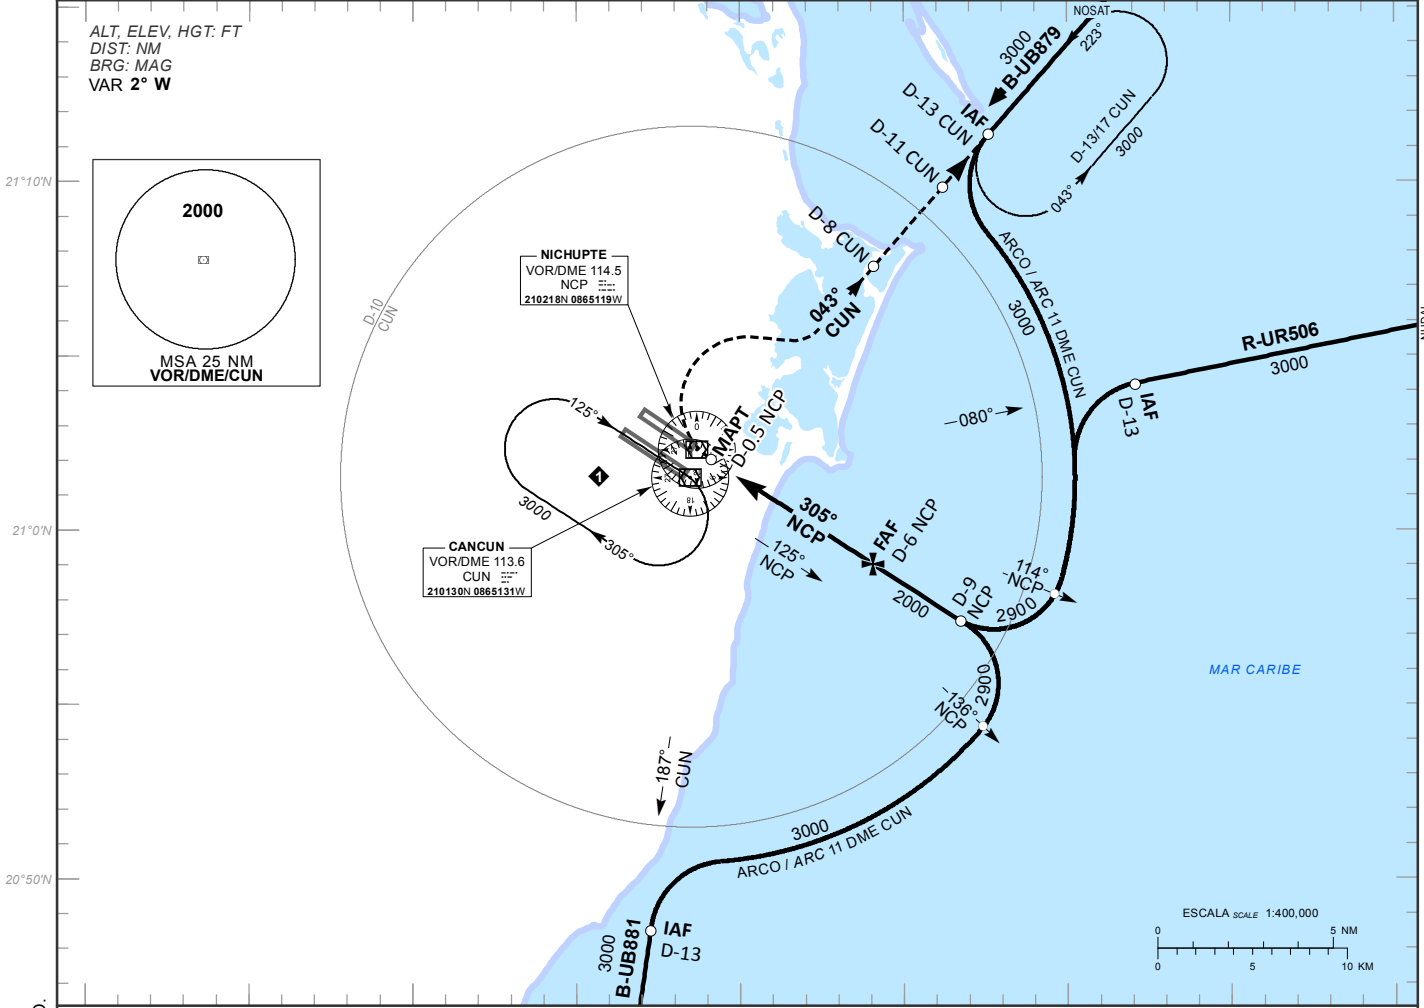 ALT, ELEV, HGT: FT
DIST: NM
BRG: MAG
VAR 2° W
2000
MSA 25 NM
VOR/DME/CUN
21°10'N
21°0'N
20°50'N
D-10
CUN
NICHUPTE
VOR/DME 114.5
NCP
210218N 0865119W
CANCUN
VOR/DME 113.6
CUN
210130N 0865131W
NOSAT
223°
3000
B-UB879
IAF
D-13 CUN
D-11 CUN
D-8 CUN
D-13/17 CUN
3000
043°
043°
CUN
ARCO / ARC 11 DME CUN
3000
R-UR506
3000
IAF
D-13
080°
MAPT
D-0.5 NCP
125°
3000
305°
1
0
18
305°
NCP
125°
NCP
FAF
D-6 NCP
2000
D-9
NCP
114°
NCP
2900
2900
136°
NCP
MAR CARIBE
187°
CUN
3000
ARCO / ARC 11 DME CUN
IAF
D-13
3000
B-UB881
ESCALA SCALE 1:400,000
0 5 NM
0 5 10 KM